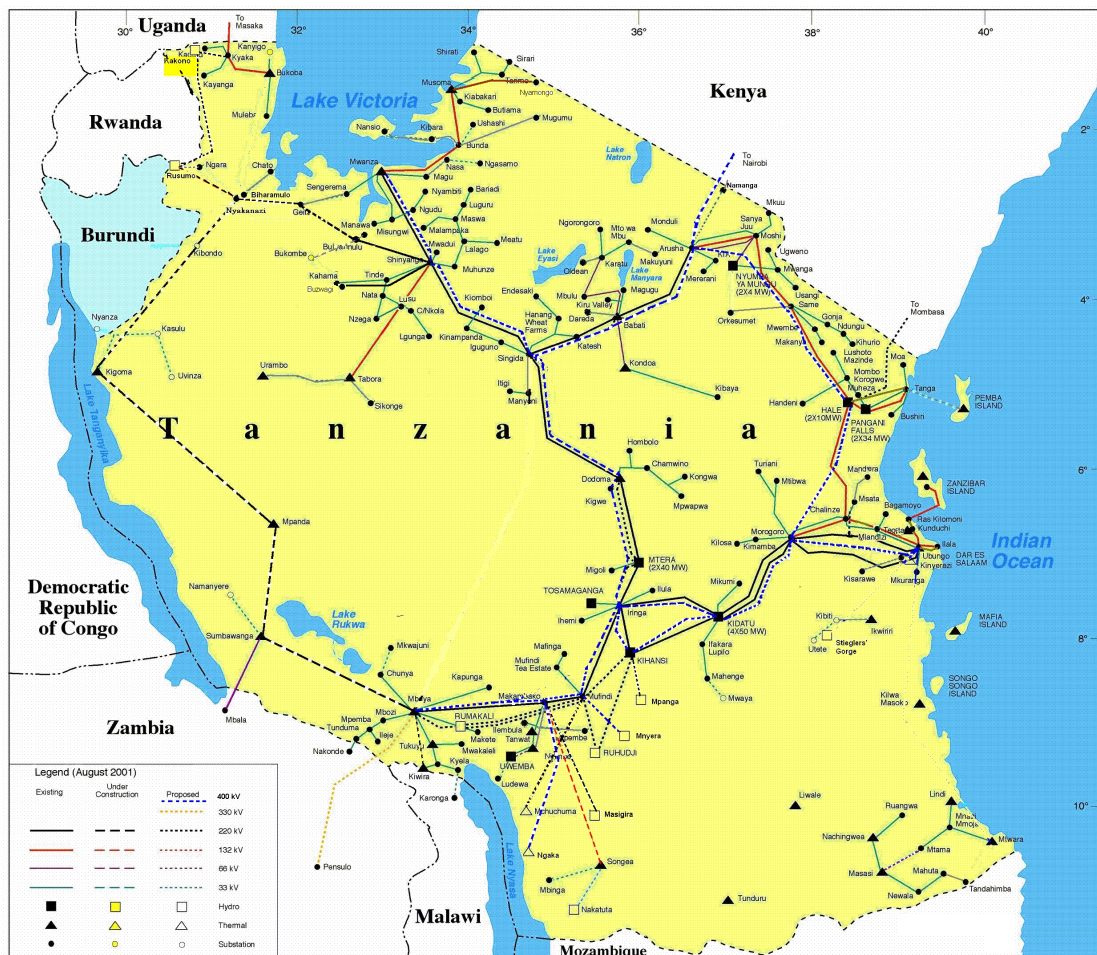 Uganda
30°
To
Masaka
32°
34°
36°
38°
40°
Kanyigo
Kyaka
Kakono
Kayanga
Bukoba
Muleba
Shirati
Sirari
Tarime
Nyamongo
Musoma
Kiabakari
Butiama
Ushashi
Mugumu
Lake Victoria
Kenya
Rwanda
2°
Nansio
Kibara
Bunda
Nasa
Ngasamo
Mwanza
Magu
Rusumo
Ngara
Chato
Biharamulo
Nyakanazi
Sengerema
Geita
Nyambiti
Bariadi
Ngudu
Luguru
Maswa
Malampaka
Manawa
Misungwi
Mwadui
Lalago
Meatu
Muhunze
Shinyanga
Bukombe
Burundi
Kibondo
Lake
Natron
To
Nairobi
Namanga
Mkuu
Ngorongoro
Mto wa
Mbu
Monduli
Sanya
Juu
Moshi
Ugweno
Arusha
KIA
Makuyuni
Mererani
NYUMBA
YA MUNGU
(2X4 MW)
Mwanga
Usangi
Same
Lake
Eyasi
Oldean
Karatu
Lake
Manyara
Magugu
Mbulu
Kiru Valley
Dareda
Babati
Orkesumet
4°
Kahama
Buzwagi
Tinde
Nata
Lusu
C/Nkola
Nzega
Lgunga
Kiomboi
Kinampanda
Iguguno
Endesaki
Hanang
Wheat
Farms
Katesh
Singida
Kondoa
Kibaya
Itigi
Manyoni
Gonja
Ndungu
Kihurio
Mwembe
Makanya
Lushoto
Mazinde
Mombo
Korogwe
Muheza
Moa
To
Mombasa
Tanga
Handeni
HALE
(2X10MW)
PANGANI
FALLS
(2X34 MW)
Bushiri
PEMBA
ISLAND
Nyanza
Kasulu
Kigoma
Uvinza
Urambo
Tabora
Sikonge
Lake Tanganyika
Tanzania
Hombolo
Chamwino
Kongwa
Mpwapwa
Dodoma
Kigwe
Turiani
Mtibwa
Mandera
Msata
Bagamoyo
Chalinze
6°
ZANZIBAR
ISLAND
Ras Kilomoni
Kunduchi
Tegeta
Mlandizi
Ilala
Ubungo
DAR ES
SALAAM
Kinyerazi
Mkuranga
Kisarawe
Morogoro
Kilosa
Kimamba
Indian
Ocean
Mpanda
MTERA
(2X40 MW)
Migoli
TOSAMAGANGA
Ilula
Iringa
Ihemi
Mikumi
KIDATU
(4X50 MW)
Kibiti
Ikwiriri
Utete
Stieglers'
Gorge
MAFIA
ISLAND
8°
Democratic
Republic
of Congo
Namanyere
Lake
Rukwa
Sumbawanga
Mkwajuni
Chunya
Mafinga
Mufindi
Tea Estate
KIHANSI
Ifakara
Lupilo
Mahenge
Mwaya
SONGO
SONGO
ISLAND
Kilwa
Masoko
Kapunga
Makambako
Mufindi
Mpanga
Mbala
Zambia
Mbeya
Mbozi
Mpemba
Tunduma
Ileje
Nakonde
RUMAKALI
Makete
Mwakaleli
Tukuyu
Kiwira
Kyela
Karonga
Ilembula
Tanwat
UWEMBA
Ludewa
RUHUDJI
Mnyera
Mchuchuma
Masigira
Ngaka
Songea
Mbinga
Nakatuta
Lake Nyasa
Malawi
Mozambique
Pensulo
Liwale
Ruangwa
Lindi
Mnazi
Mmoja
Nachingwea
Mtwara
Mtama
Masasi
Mahuta
Newala
Tandahimba
Tunduru
10°
Legend (August 2001)
Existing
Under
Construction
Proposed
400 kV
330 kV
220 kV
132 kV
66 kV
33 kV
Hydro
Thermal
Substation